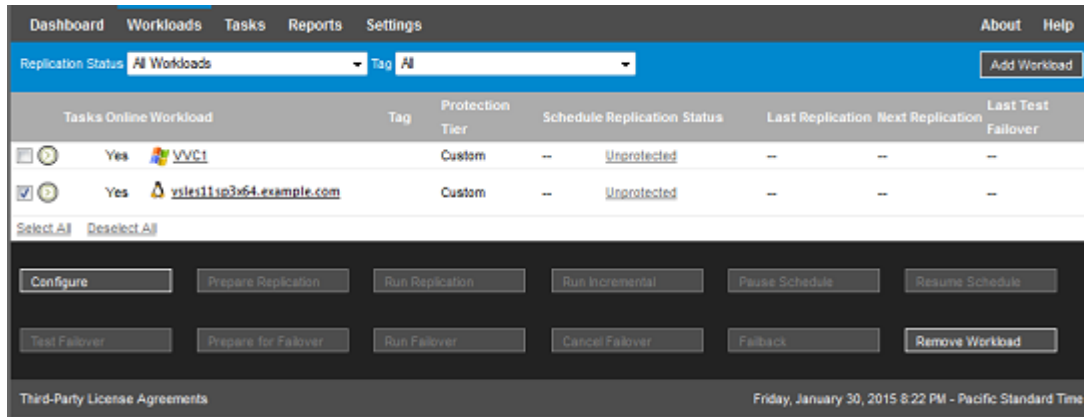 Dashboard Workloads Tasks Reports Settings About Help
Replication Status All Workloads Tag All Add Workload
Tasks Online Workload Tag Protection Tier Schedule Replication Status Last Replication Next Replication Last Test Failover
Yes VVC1 Custom -- Unprotected -- -- --
Yes vsles11sp3x64.example.com Custom -- Unprotected -- -- --
Select All Deselect All
Configure Prepare Replication Run Replication Run Incremental Pause Schedule Resume Schedule
Test Failover Prepare for Failover Run Failover Cancel Failover Failback Remove Workload
Third-Party License Agreements Friday, January 30, 2015 8:22 PM - Pacific Standard Time